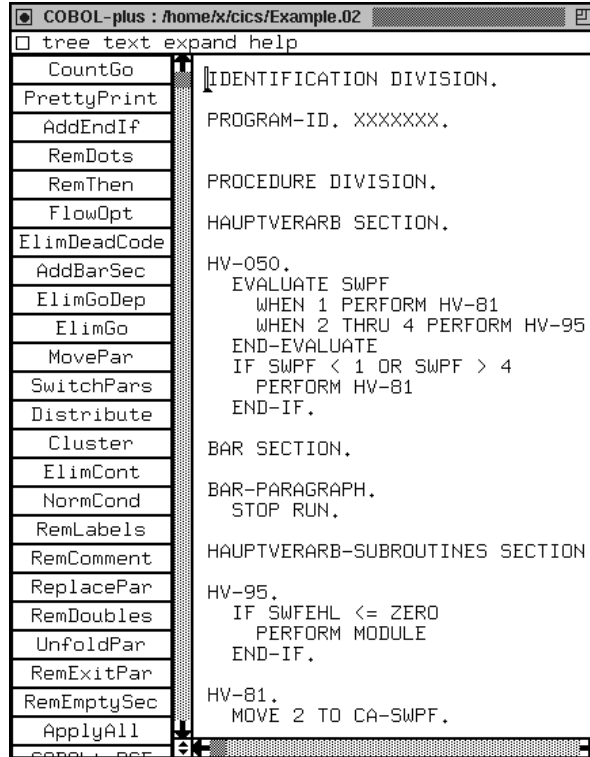 COBOL-plus : /home/x/cics/Example.02
tree text expand help
CountGo
PrettyPrint
AddEndIf
RemDots
RemThen
FlowOpt
ElimDeadCode
AddBarSec
ElimGoDep
ElimGo
MovePar
SwitchPars
Distribute
Cluster
ElimCont
NormCond
RemLabels
RemComment
ReplacePar
RemDoubles
UnfoldPar
RemExitPar
RemEmptySec
ApplyAll
IDENTIFICATION DIVISION.
PROGRAM-ID. XXXXXXX.
PROCEDURE DIVISION.
HAUPTVERARB SECTION.
HV-050.
EVALUATE SWPF
WHEN 1 PERFORM HV-81
WHEN 2 THRU 4 PERFORM HV-95
END-EVALUATE
IF SWPF < 1 OR SWPF > 4
PERFORM HV-81
END-IF.
BAR SECTION.
BAR-PARAGRAPH.
STOP RUN.
HAUPTVERARB-SUBROUTINES SECTION
HV-95.
IF SWFEHL <= ZERO
PERFORM MODULE
END-IF.
HV-81.
MOVE 2 TO CA-SWPF.